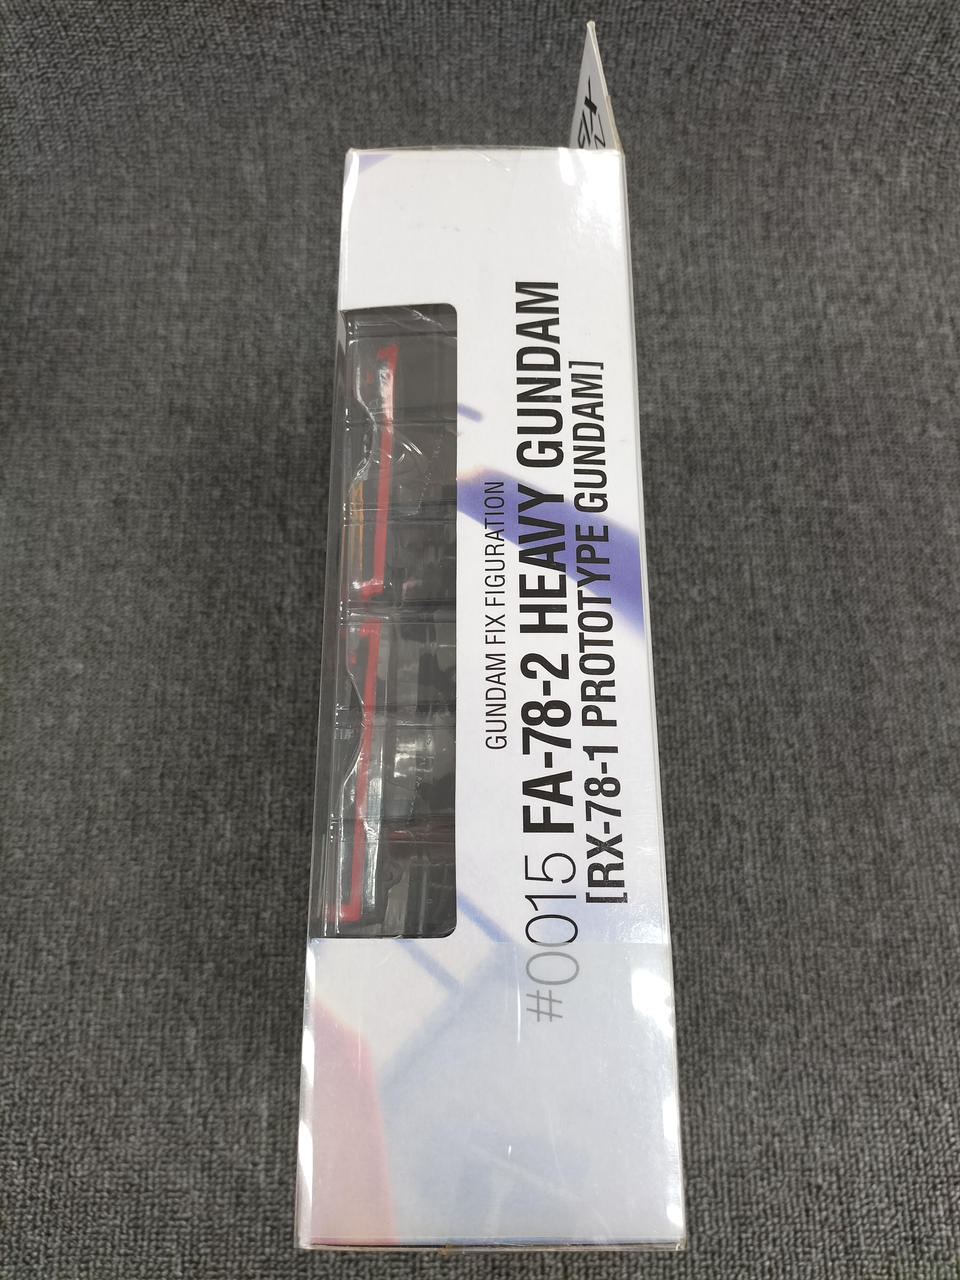 GUNDAM FIX FIGURATION
#0015 FA-78-2 HEAVY GUNDAM
[RX-78-1 PROTOTYPE GUNDAM]